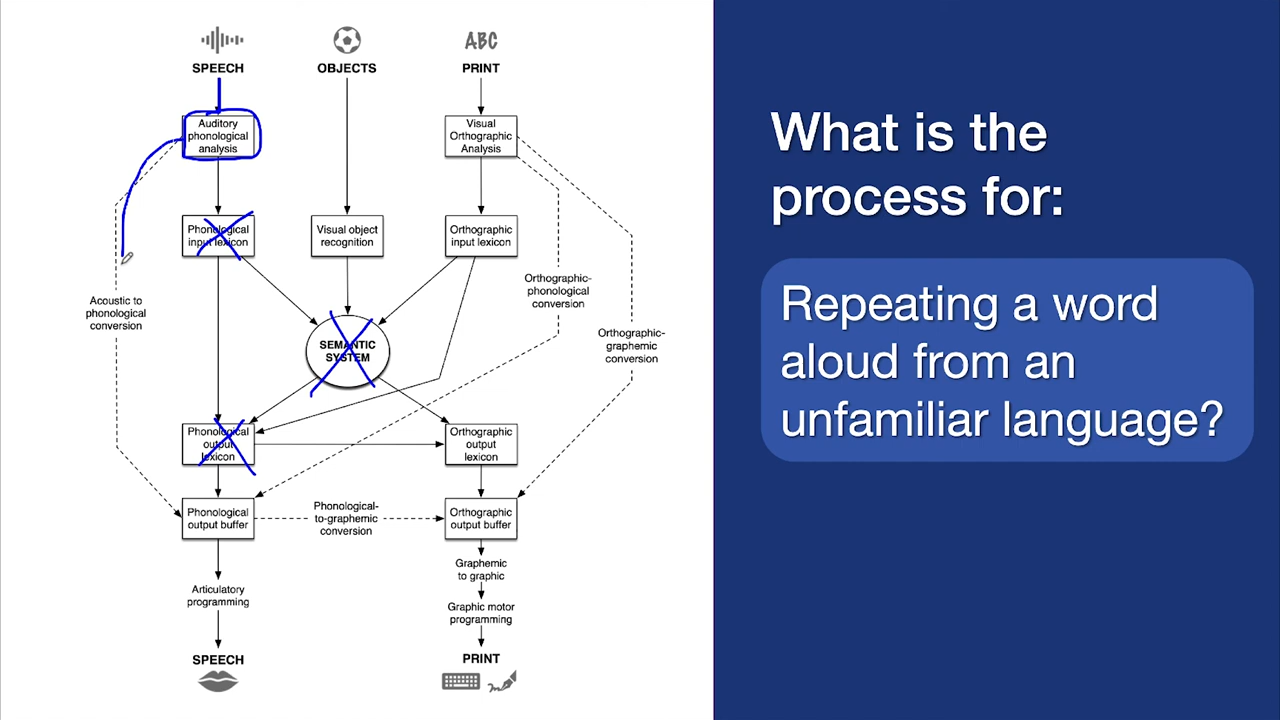 ABC
SPEECH
OBJECTS
PRINT
Auditory
phonological
analysis
Visual
Orthographic
Analysis
Phonological
input lexicon
Visual object
recognition
Orthographic
input lexicon
Acoustic to
phonological
conversion
Orthographic-
phonological
conversion
Orthographic-
graphemic
conversion
SEMANTIC
SYSTEM
Phonological
output
lexicon
Orthographic
output
lexicon
Phonological
output buffer
Phonological-
to-graphemic
conversion
Orthographic
output buffer
Articulatory
programming
Graphemic
to graphic
Graphic motor
programming
SPEECH
PRINT
What is the
process for:
Repeating a word
aloud from an
unfamiliar language?